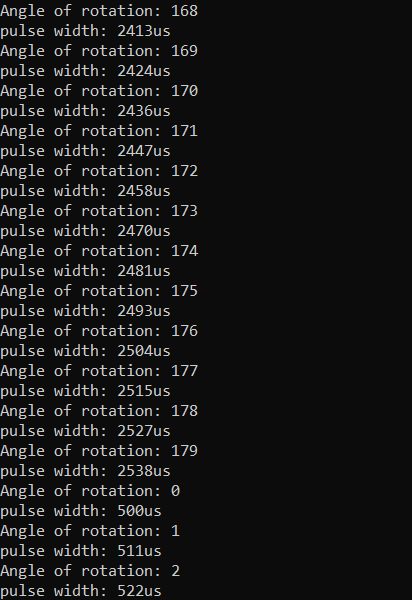 Angle of rotation: 168
pulse width: 2413us
Angle of rotation: 169
pulse width: 2424us
Angle of rotation: 170
pulse width: 2436us
Angle of rotation: 171
pulse width: 2447us
Angle of rotation: 172
pulse width: 2458us
Angle of rotation: 173
pulse width: 2470us
Angle of rotation: 174
pulse width: 2481us
Angle of rotation: 175
pulse width: 2493us
Angle of rotation: 176
pulse width: 2504us
Angle of rotation: 177
pulse width: 2515us
Angle of rotation: 178
pulse width: 2527us
Angle of rotation: 179
pulse width: 2538us
Angle of rotation: 0
pulse width: 500us
Angle of rotation: 1
pulse width: 511us
Angle of rotation: 2
pulse width: 522us